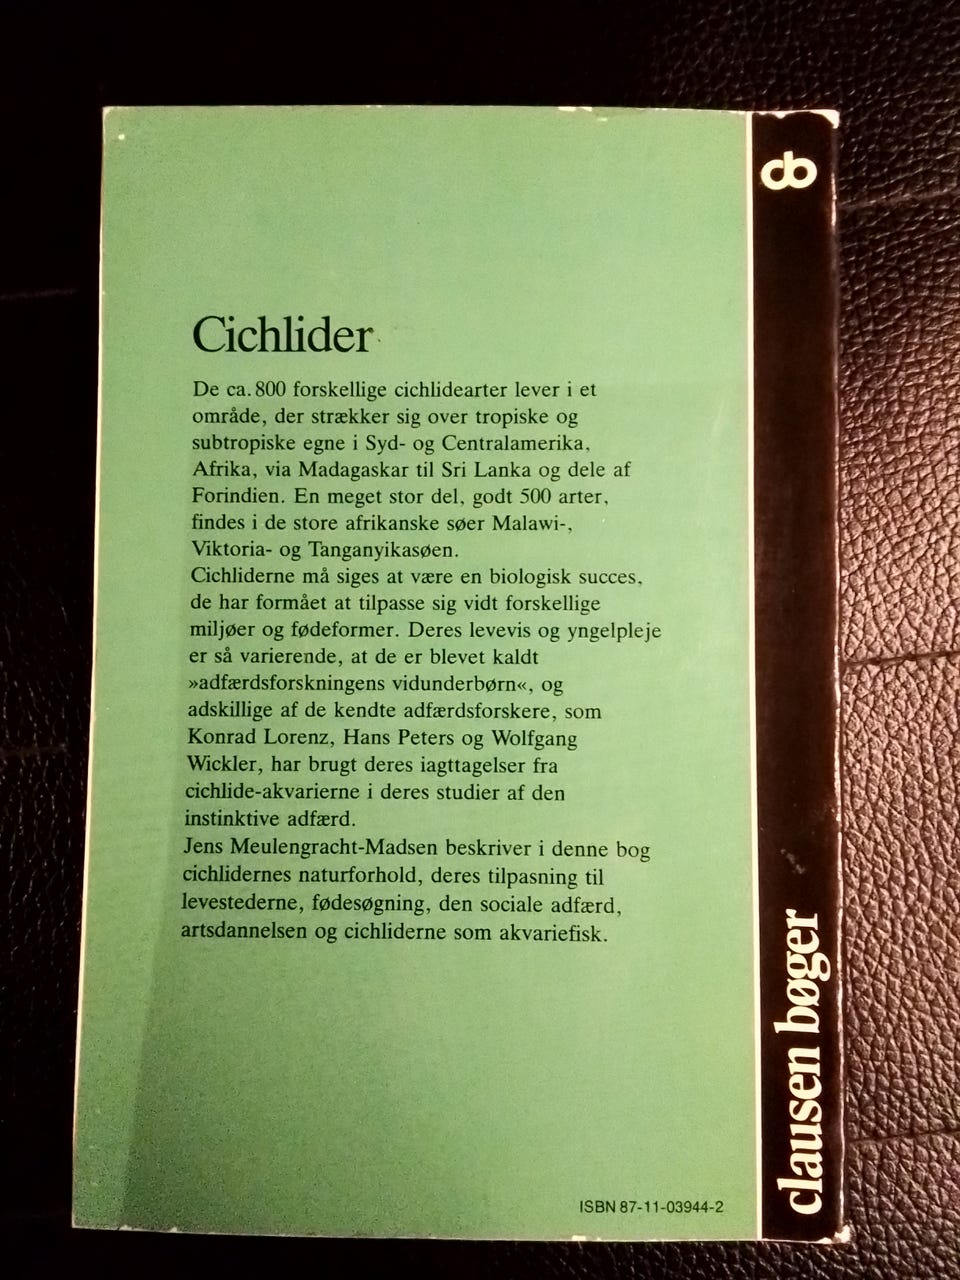 Cichlider
De ca. 800 forskellige cichlidearter lever i et
område, der strækker sig over tropiske og
subtropiske egne i Syd- og Centralamerika,
Afrika, via Madagaskar til Sri Lanka og dele af
Forindien. En meget stor del, godt 500 arter,
findes i de store afrikanske søer Malawi-,
Viktoria- og Tanganyikasøen.
Cichliderne må siges at være en biologisk succes,
de har formået at tilpasse sig vidt forskellige
miljøer og fødeformer. Deres levevis og yngelpleje
er så varierende, at de er blevet kaldt
»adfærdsforskningens vidunderbørn«, og
adskillige af de kendte adfærdsforskere, som
Konrad Lorenz, Hans Peters og Wolfgang
Wickler, har brugt deres iagttagelser fra
cichlide-akvarierne i deres studier af den
instinktive adfærd.
Jens Meulengracht-Madsen beskriver i denne bog
cichlidernes naturforhold, deres tilpasning til
levestederne, fødesøgning, den sociale adfærd,
artsdannelsen og cichliderne som akvariefisk.
ISBN 87-11-03944-2
clausen bøger